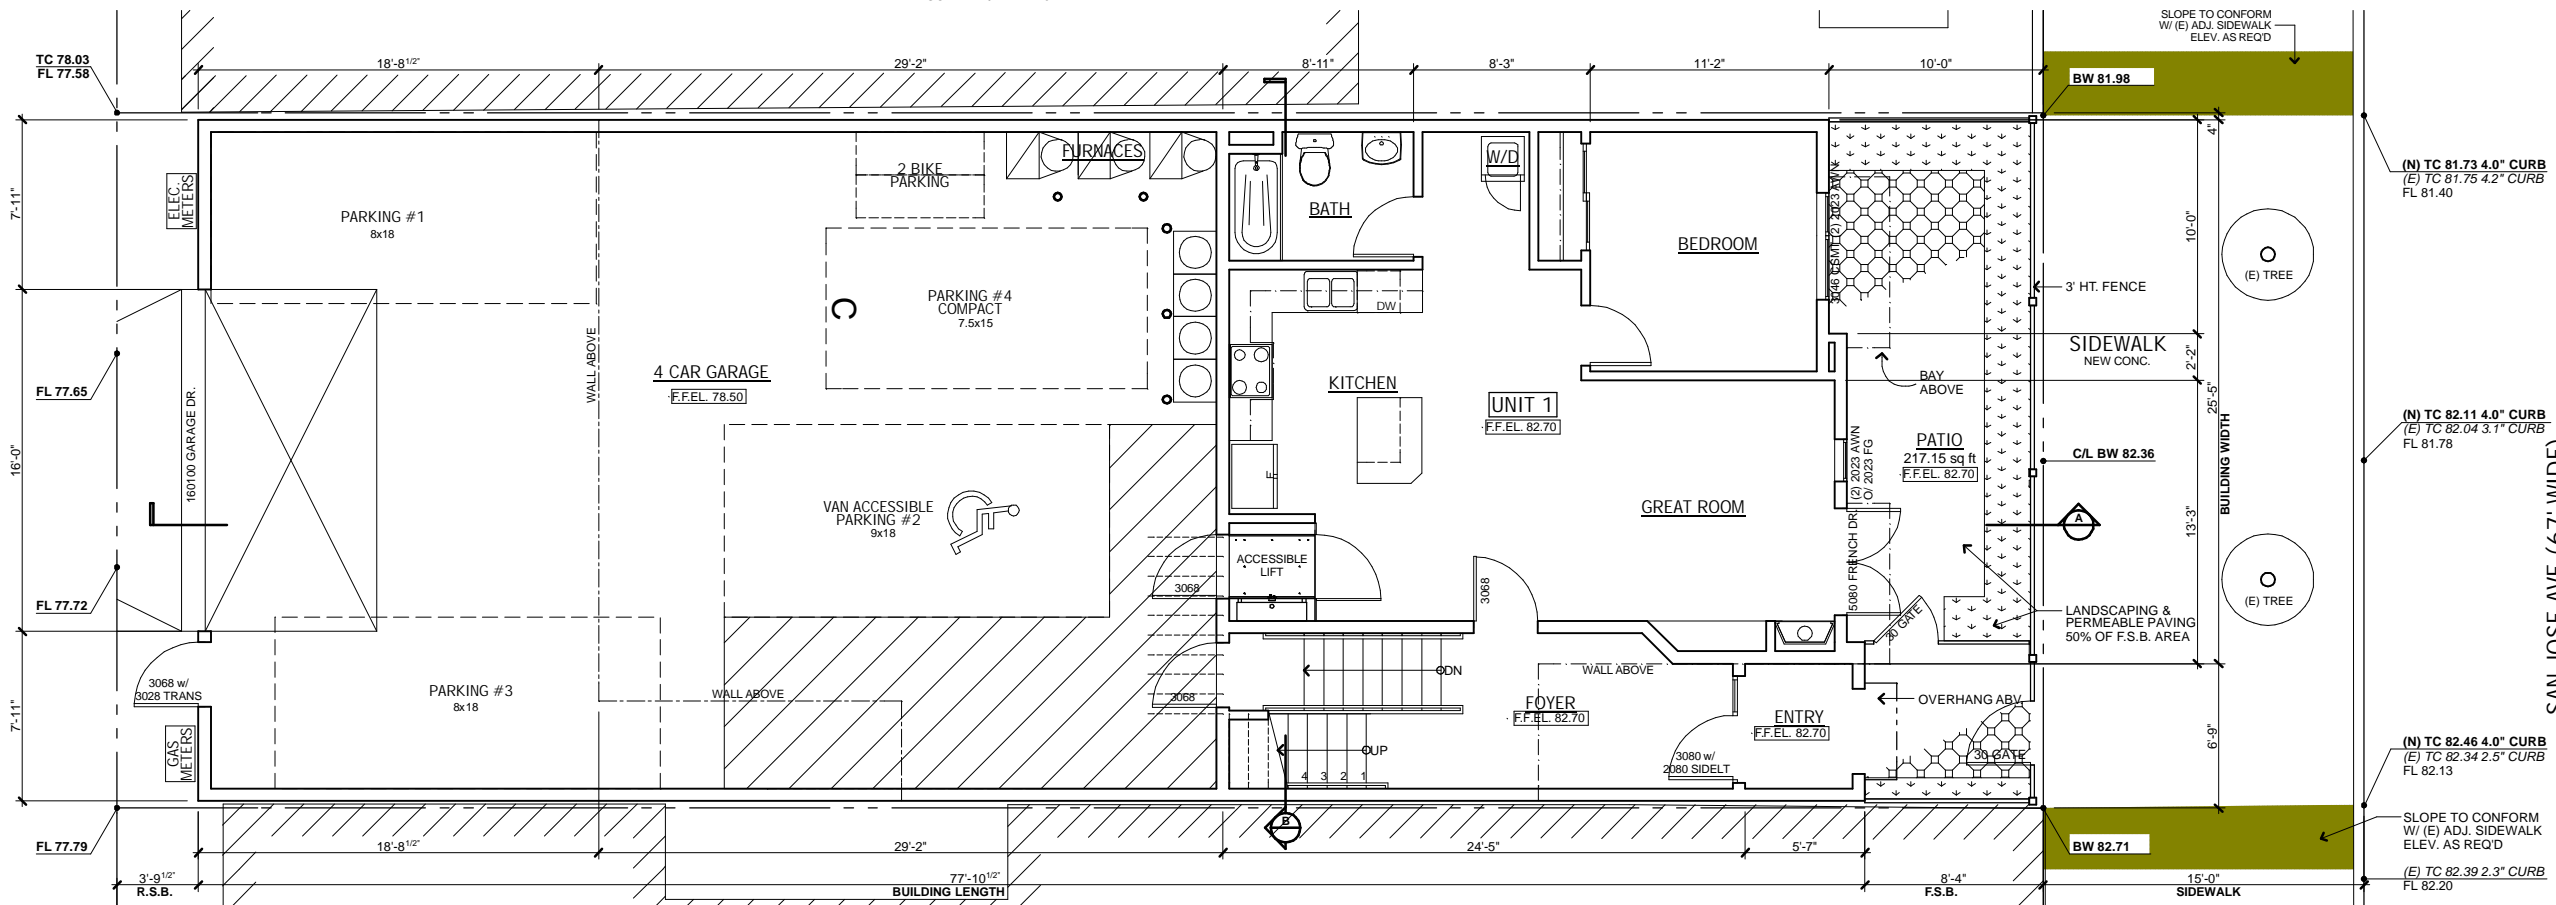 SLOPE TO CONFORM
W/ (E) ADJ. SIDEWALK
ELEV. AS REQ'D
TC 78.03
FL 77.58
18'-8 1/2"
29'-2"
8'-11"
8'-3"
11'-2"
10'-0"
BW 81.98
4"
(N) TC 81.73 4.0" CURB
(E) TC 81.75 4.2" CURB
FL 81.40
7'-11"
ELEC.
METERS
PARKING #1
8x18
2 BIKE
PARKING
FURNACES
BATH
W/D
BEDROOM
3046 CSMT (2) 2023 AWN
10'-0"
(E) TREE
3' HT. FENCE
PARKING #4
COMPACT
7.5x15
C
DW
WALL ABOVE
4 CAR GARAGE
F.F.EL. 78.50
KITCHEN
UNIT 1
F.F.EL. 82.70
BAY
ABOVE
SIDEWALK
NEW CONC.
2'-2"
25'-5"
BUILDING WIDTH
FL 77.65
16'-0"
160100 GARAGE DR.
(N) TC 82.11 4.0" CURB
(E) TC 82.04 3.1" CURB
FL 81.78
PATIO
217.15 sq ft
F.F.EL. 82.70
C/L BW 82.36
(2) 2023 AWN
O/ 2023 FG
F
VAN ACCESSIBLE
PARKING #2
9x18
GREAT ROOM
A
13'-3"
SAN JOSE AVE (62' WIDE)
ACCESSIBLE
LIFT
3068
3068
5080 FRENCH DR.
30 GATE
(E) TREE
LANDSCAPING &
PERMEABLE PAVING
50% OF F.S.B. AREA
FL 77.72
DN
WALL ABOVE
3068 w/
3028 TRANS
PARKING #3
8x18
WALL ABOVE
3068
FOYER
F.F.EL. 82.70
ENTRY
F.F.EL. 82.70
OVERHANG ABV.
7'-11"
GAS
METERS
UP
4 3 2 1
3080 w/
2080 SIDELT
30 GATE
6'-9"
(N) TC 82.46 4.0" CURB
(E) TC 82.34 2.5" CURB
FL 82.13
B
FL 77.79
18'-8 1/2"
29'-2"
24'-5"
5'-7"
BW 82.71
SLOPE TO CONFORM
W/ (E) ADJ. SIDEWALK
ELEV. AS REQ'D
3'-9 1/2"
R.S.B.
77'-10 1/2"
BUILDING LENGTH
8'-4"
F.S.B.
15'-0"
SIDEWALK
(E) TC 82.39 2.3" CURB
FL 82.20